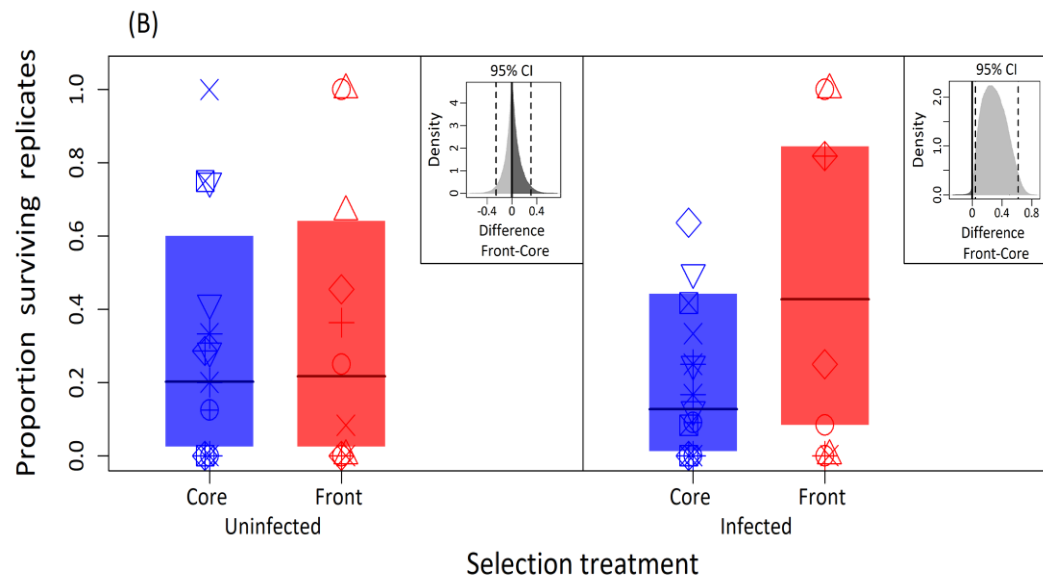 (B)
Proportion surviving replicates
1.0
0.8
0.6
0.4
0.2
0.0
95% CI
Density
4
3
2
1
0
-0.4 0 0.4
Difference
Front-Core
95% CI
Density
2.0
1.0
0.0
0 0.4 0.8
Difference
Front-Core
Core Front Core Front
Uninfected Infected
Selection treatment